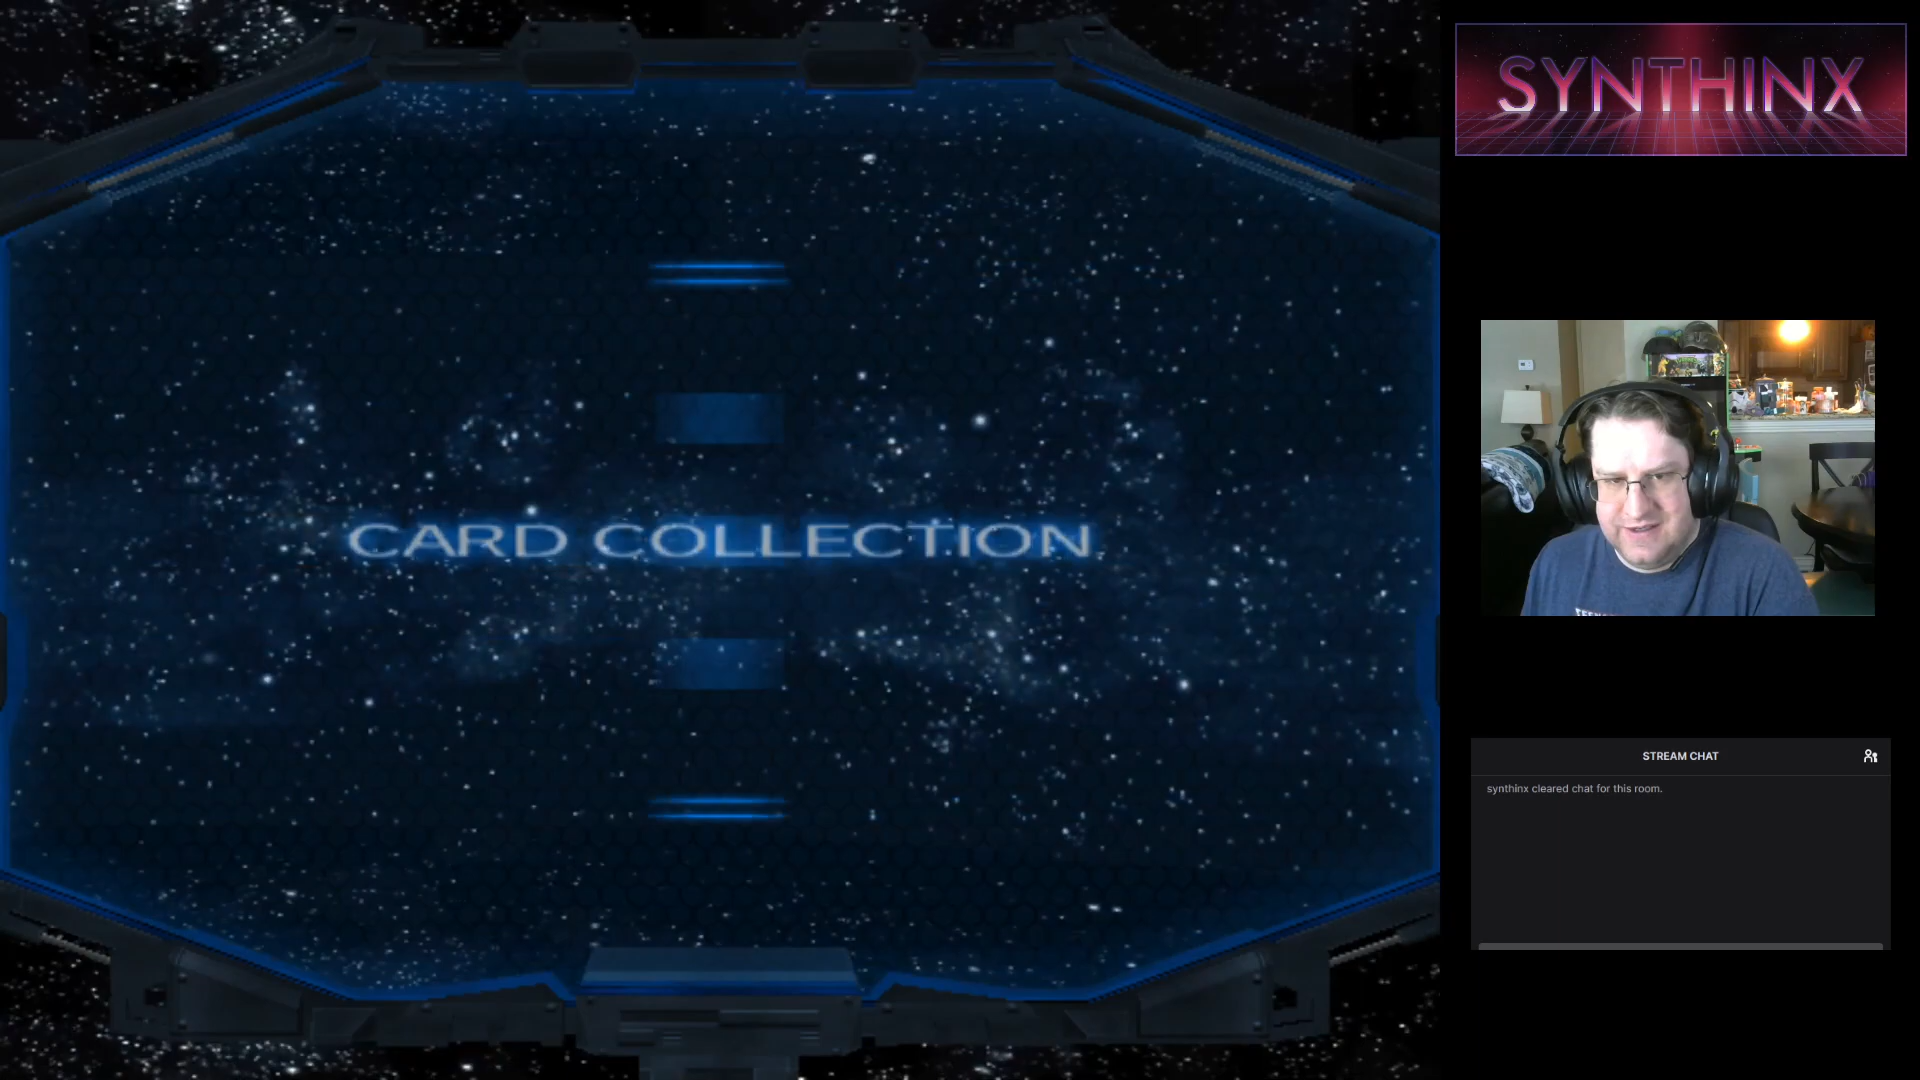 SYNTHINX
CARD COLLECTION
STREAM CHAT
synthinx cleared chat for this room.